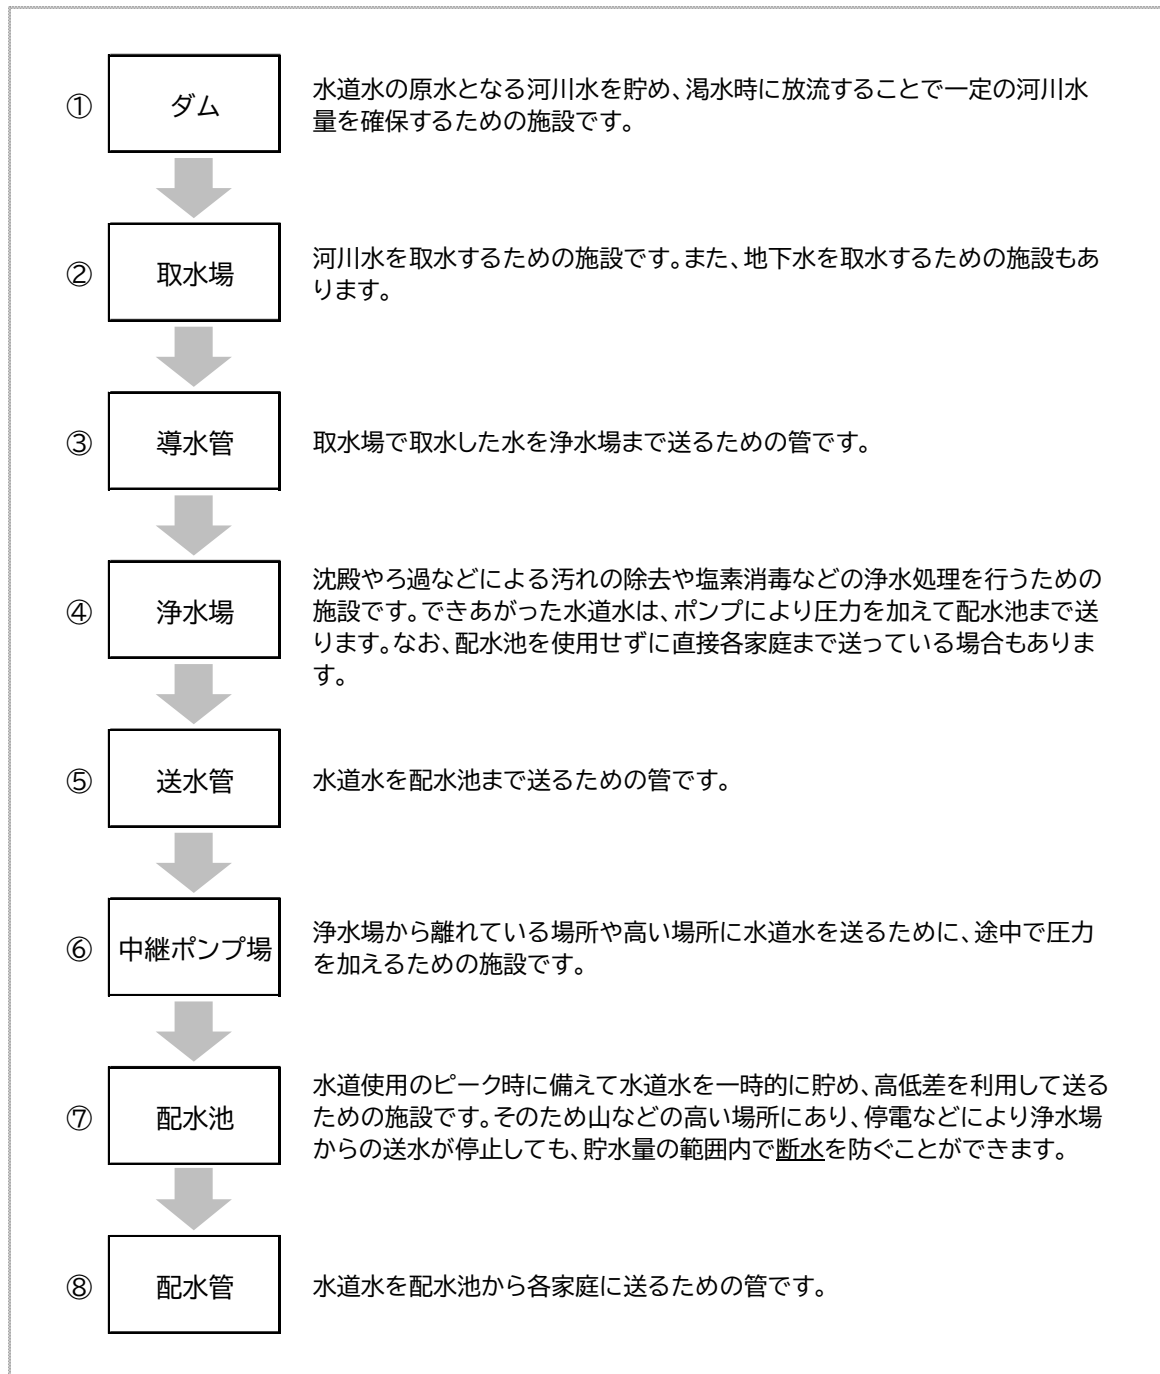 ①
ダム
水道水の原水となる河川水を貯め、渇水時に放流することで一定の河川水
量を確保するための施設です。
②
取水場
河川水を取水するための施設です。また、地下水を取水するための施設もあ
ります。
③
導水管
取水場で取水した水を浄水場まで送るための管です。
④
浄水場
沈殿やろ過などによる汚れの除去や塩素消毒などの浄水処理を行うための
施設です。できあがった水道水は、ポンプにより圧力を加えて配水池まで送
ります。なお、配水池を使用せずに直接各家庭まで送っている場合もありま
す。
⑤
送水管
水道水を配水池まで送るための管です。
⑥
中継ポンプ場
浄水場から離れている場所や高い場所に水道水を送るために、途中で圧力
を加えるための施設です。
⑦
配水池
水道使用のピーク時に備えて水道水を一時的に貯め、高低差を利用して送る
ための施設です。そのため山などの高い場所にあり、停電などにより浄水場
からの送水が停止しても、貯水量の範囲内で断水を防ぐことができます。
⑧
配水管
水道水を配水池から各家庭に送るための管です。